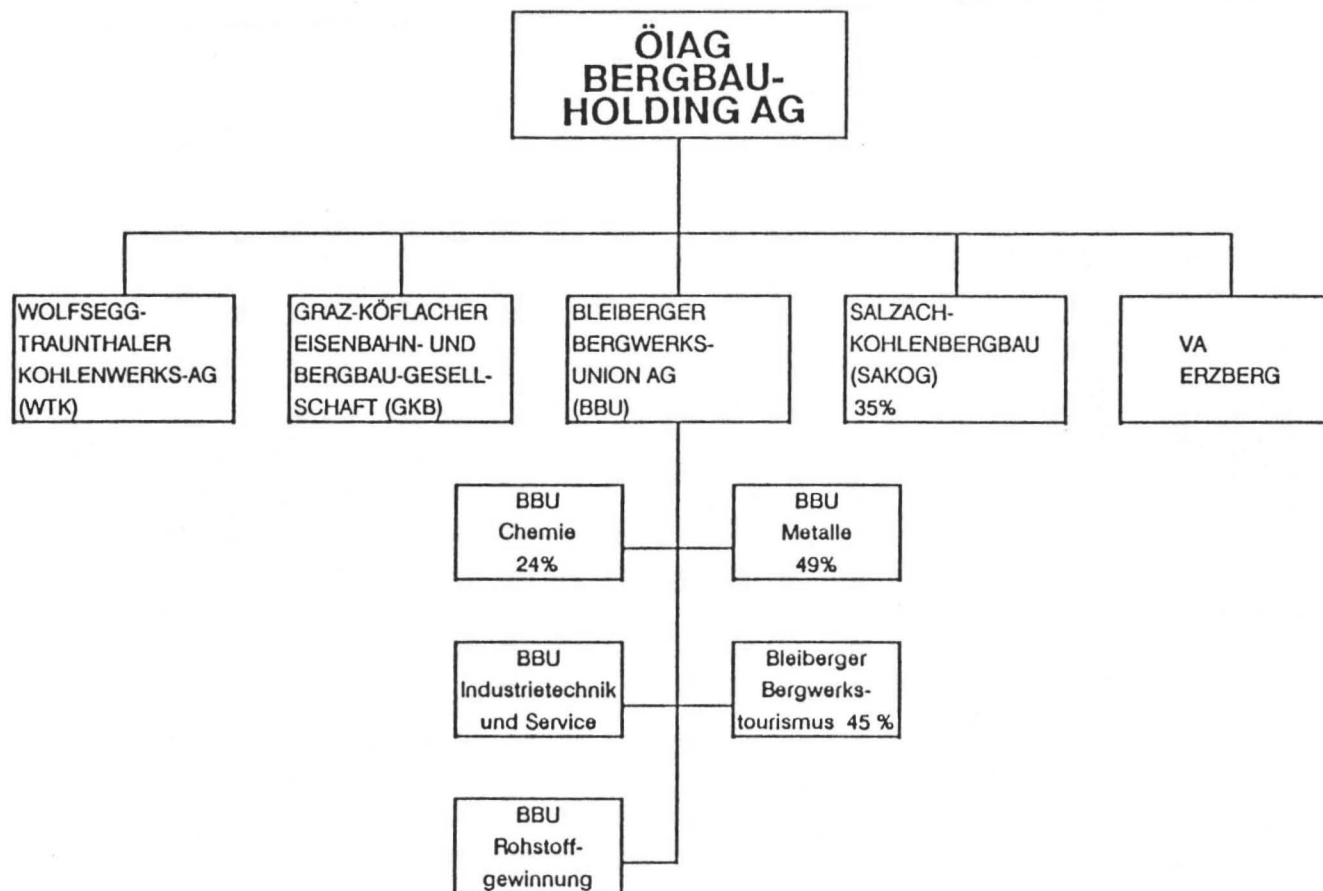 ÖIAG
BERGBAU-
HOLDING AG
WOLFSEGG-
TRAUNTHALER
KOHLENWERKS-AG
(WTK)
GRAZ-KÖFLACHER
EISENBAHN- UND
BERGBAU-GESELL-
SCHAFT (GKB)
BLEIBERGER
BERGWERKS-
UNION AG
(BBU)
SALZACH-
KOHLENBERGBAU
(SAKOG)
35%
VA
ERZBERG
BBU
Chemie
24%
BBU
Metalle
49%
BBU
Industrietechnik
und Service
Bleiberger
Bergwerks-
tourismus 45 %
BBU
Rohstoff-
gewinnung